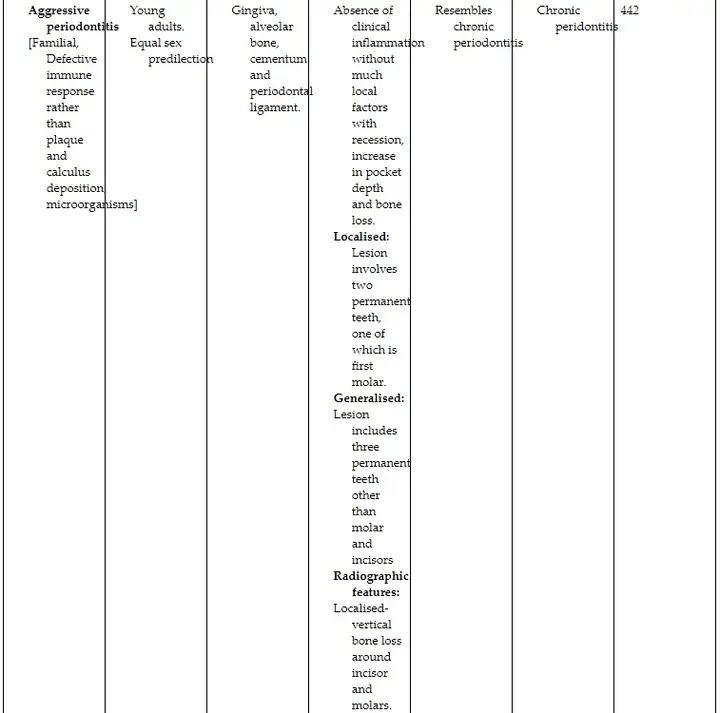 Aggressive
periodontitis
[Familial,
Defective
immune
response
rather
than
plaque
and
calculus
deposition,
microorganisms]
Young
adults.
Equal sex
predilection
Gingiva,
alveolar
bone,
cementum
and
periodontal
ligament.
Absence of
clinical
inflammation
without
much
local
factors
with
recession,
increase
in pocket
depth
and bone
loss.
Localised:
Lesion
involves
two
permanent
teeth,
one of
which is
first
molar.
Generalised:
Lesion
includes
three
permanent
teeth
other
than
molar
and
incisors
Radiographic
features:
Localised-
vertical
bone loss
around
incisor
and
molars.
Resembles
chronic
periodontitis
Chronic
peridontitis
442